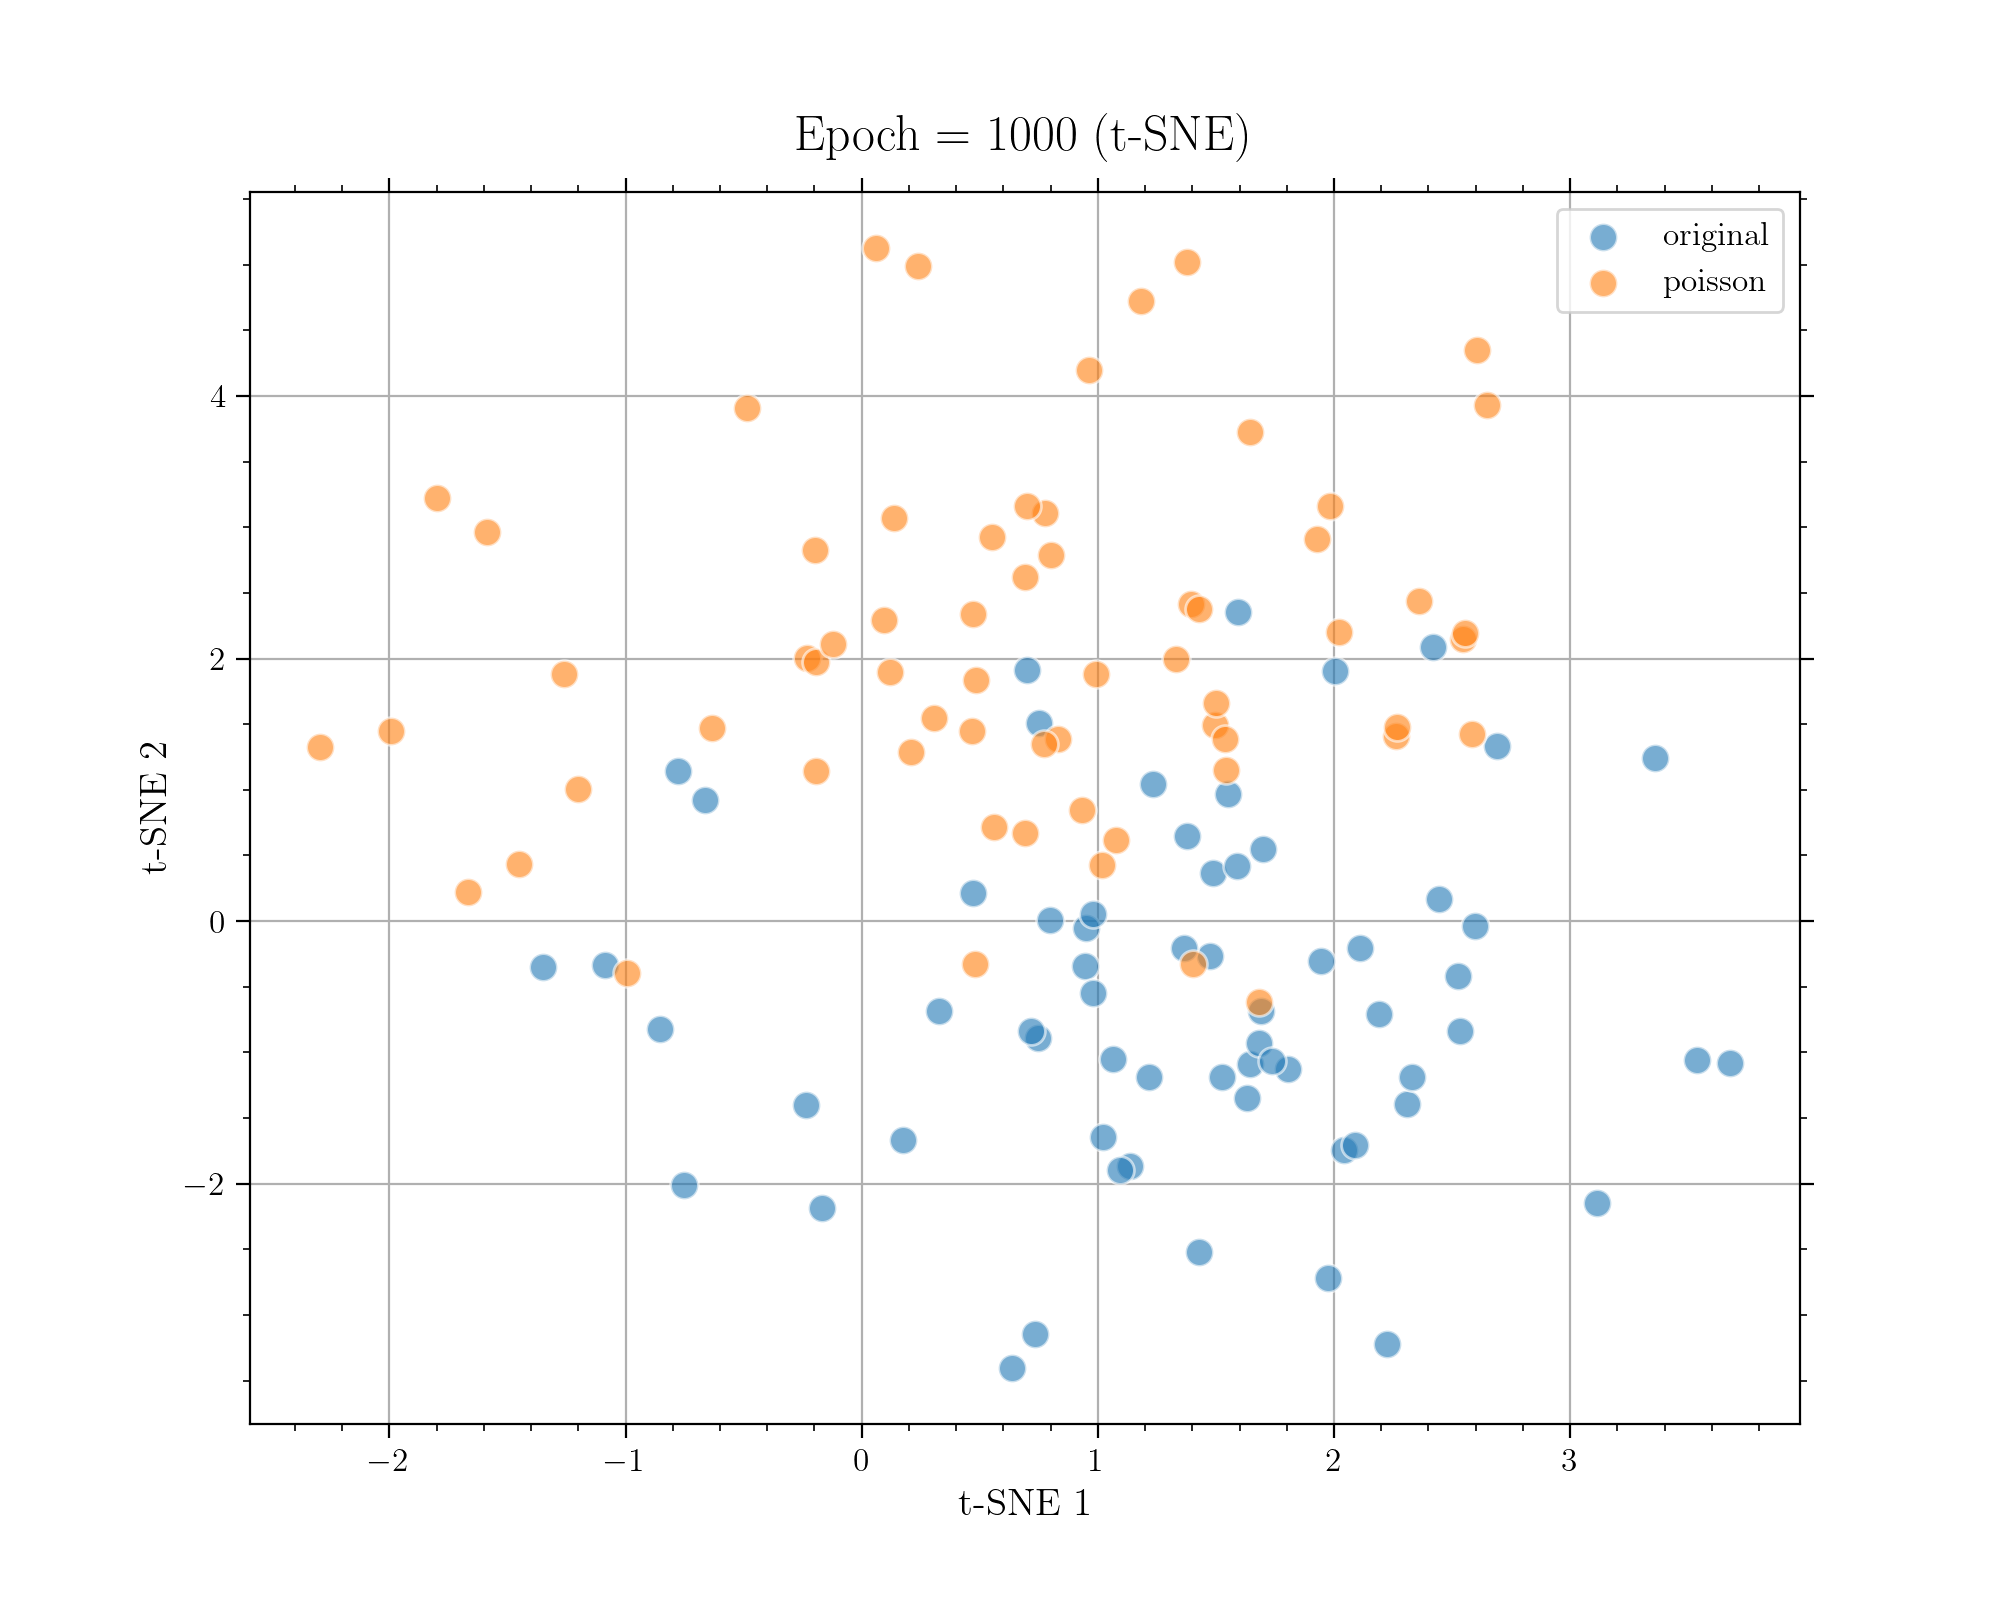 Epoch = 1000 (t-SNE)
original
poisson
4
2
0
−2
t-SNE 2
−2
−1
0
1
2
3
t-SNE 1